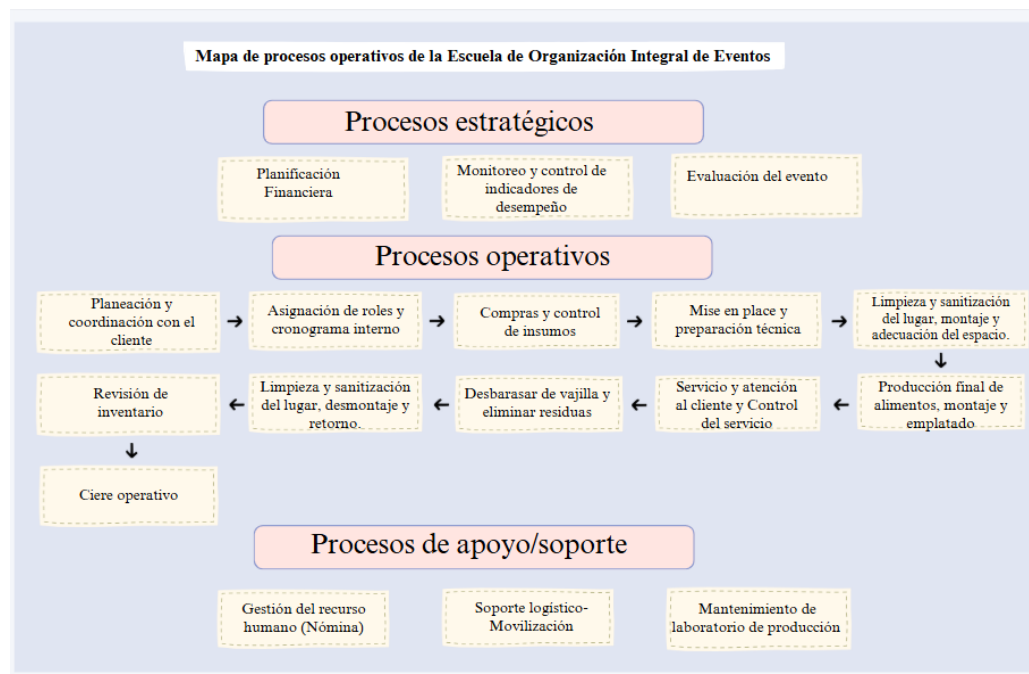 Mapa de procesos operativos de la Escuela de Organización Integral de Eventos
Procesos estratégicos
Planificación
Financiera
Monitoreo y control de
indicadores de
desempeño
Evaluación del evento
Procesos operativos
Planeación y
coordinación con el
cliente
Asignación de roles y
cronograma interno
Compras y control
de insumos
Mise en place y
preparación técnica
Limpieza y sanitización
del lugar, montaje y
adecuación del espacio.
Producción final de
alimentos, montaje y
emplatado
Servicio y atención
al cliente y Control
del servicio
Desbarasar de vajilla y
eliminar residuas
Limpieza y sanitización
del lugar, desmontaje y
retorno.
Revisión de
inventario
Ciere operativo
Procesos de apoyo/soporte
Gestión del recurso
humano (Nómina)
Soporte logístico-
Movilización
Mantenimiento de
laboratorio de producción